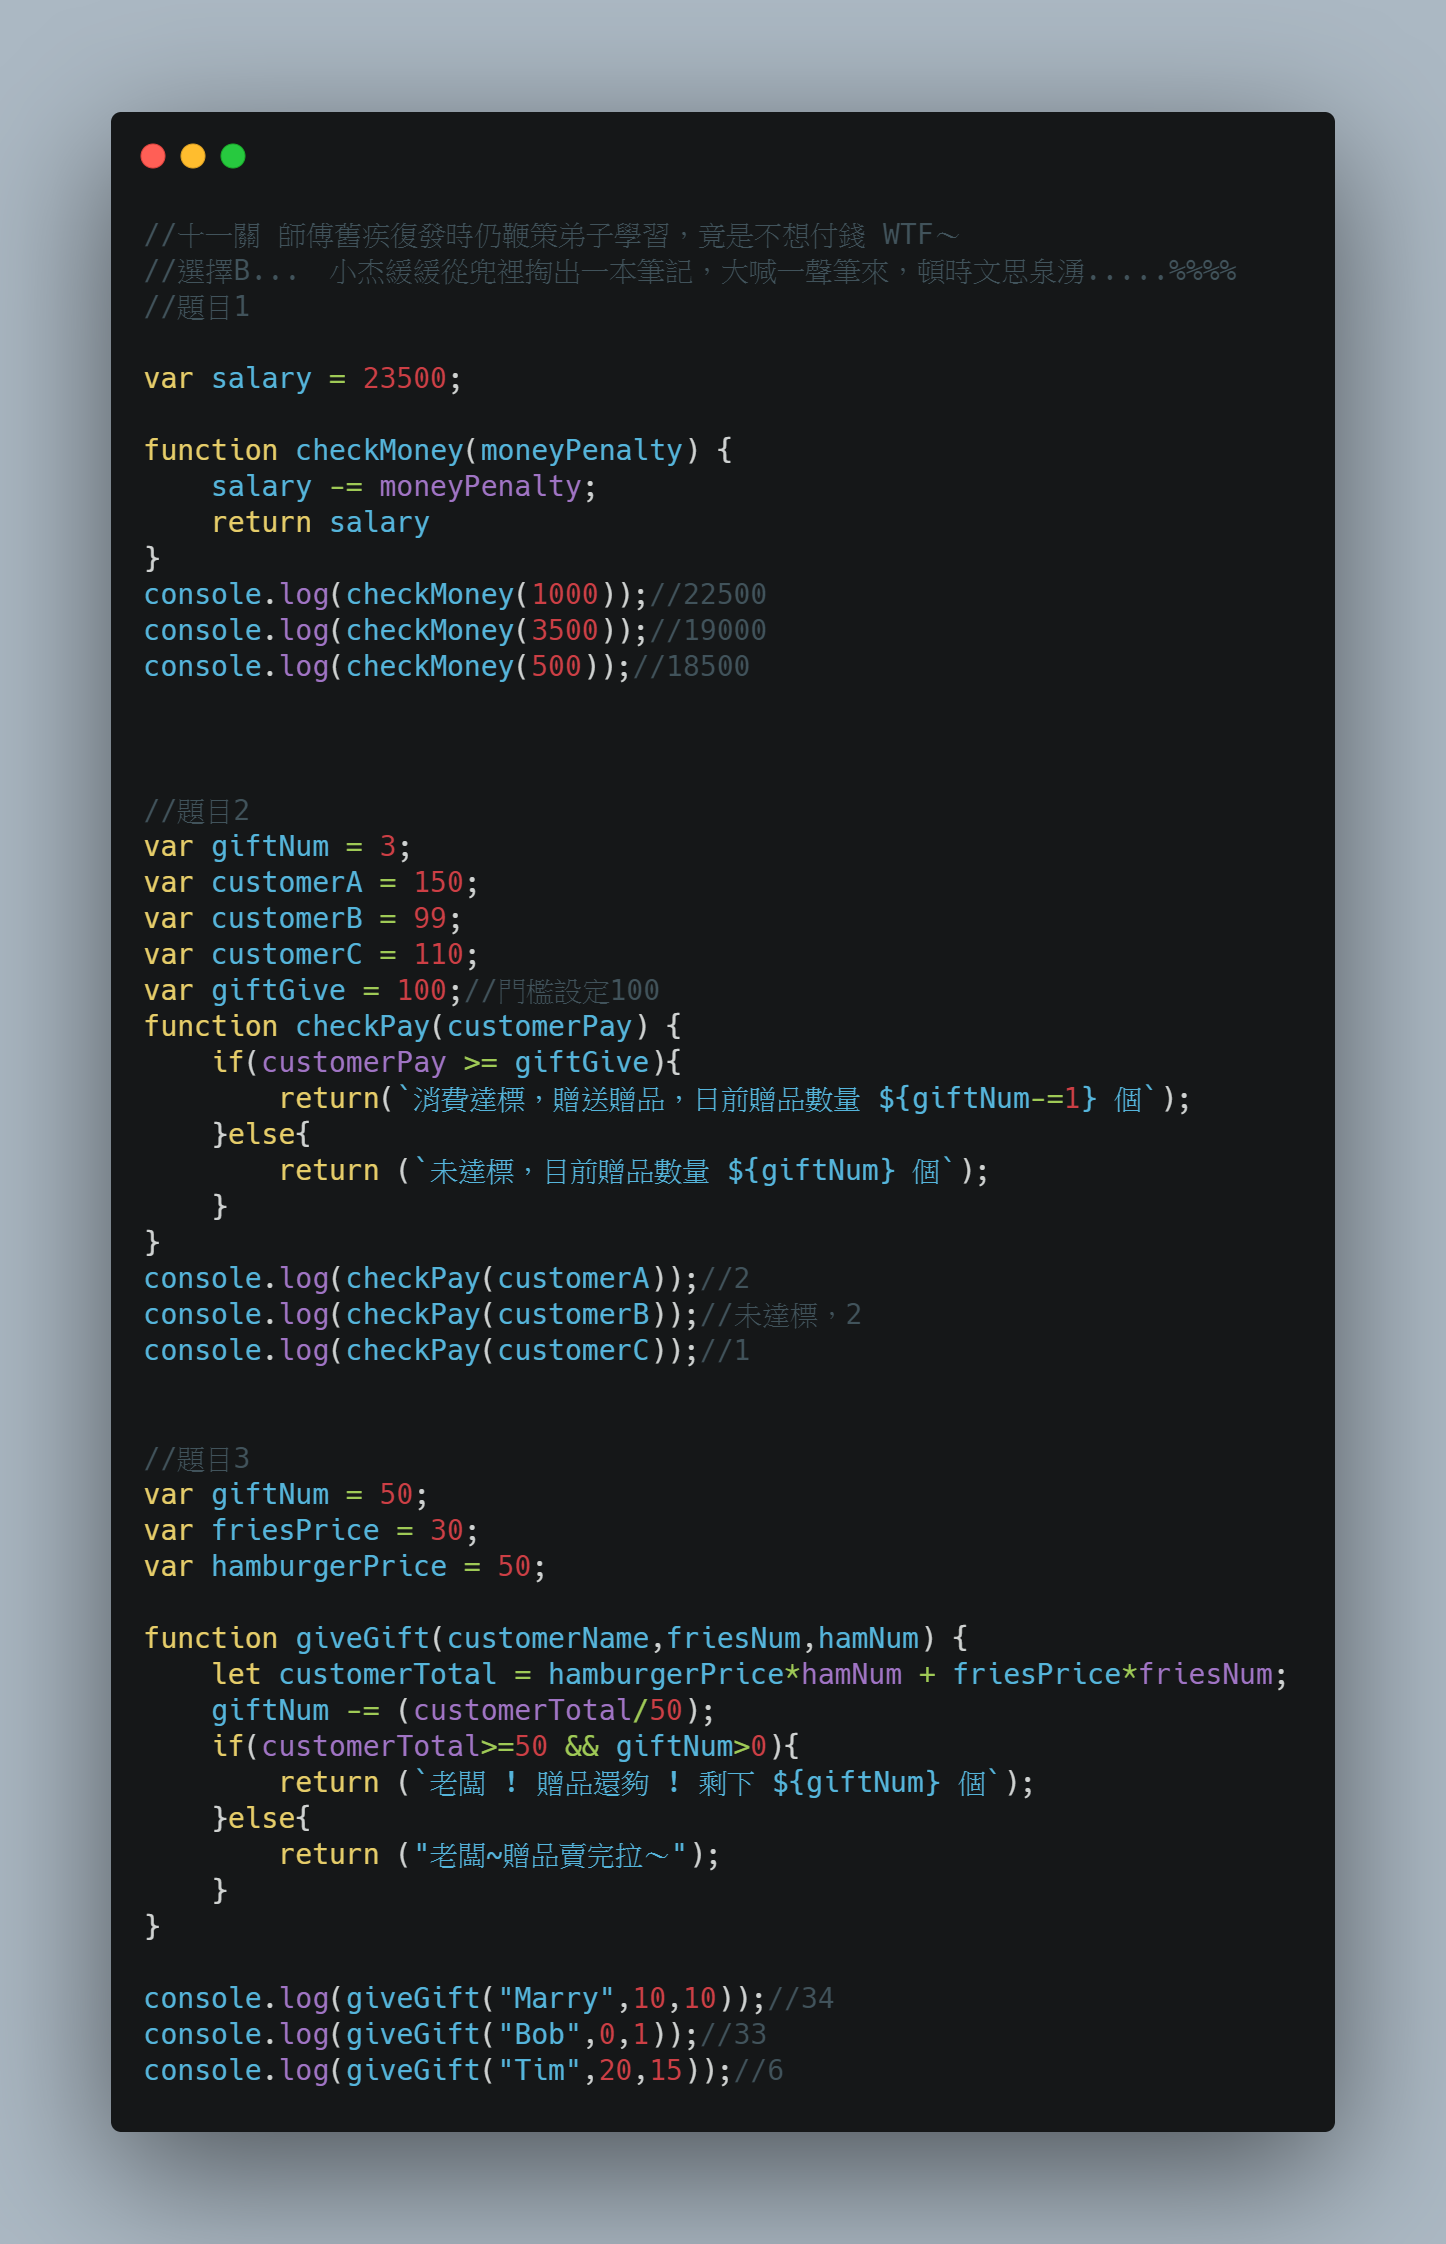 //十一關 師傅舊疾復發時仍鞭策弟子學習，竟是不想付錢 WTF～
//選擇B...  小杰緩緩從兜裡掏出一本筆記，大喊一聲筆來，頓時文思泉湧.....%%%%
//題目1
var salary = 23500;
function checkMoney(moneyPenalty) {
    salary -= moneyPenalty;
    return salary
}
console.log(checkMoney(1000));//22500
console.log(checkMoney(3500));//19000
console.log(checkMoney(500));//18500
//題目2
var giftNum = 3;
var customerA = 150;
var customerB = 99;
var customerC = 110;
var giftGive = 100;//門檻設定100
function checkPay(customerPay) {
    if(customerPay >= giftGive){
        return(`消費達標，贈送贈品，目前贈品數量 ${giftNum-=1} 個`);
    }else{
        return (`未達標，目前贈品數量 ${giftNum} 個`);
    }
}
console.log(checkPay(customerA));//2
console.log(checkPay(customerB));//未達標，2
console.log(checkPay(customerC));//1
//題目3
var giftNum = 50;
var friesPrice = 30;
var hamburgerPrice = 50;
function giveGift(customerName,friesNum,hamNum) {
    let customerTotal = hamburgerPrice*hamNum + friesPrice*friesNum;
    giftNum -= (customerTotal/50);
    if(customerTotal>=50 && giftNum>0){
        return (`老闆 ! 贈品還夠 ! 剩下 ${giftNum} 個`);
    }else{
        return ("老闆~贈品賣完拉～");
    }
}
console.log(giveGift("Marry",10,10));//34
console.log(giveGift("Bob",0,1));//33
console.log(giveGift("Tim",20,15));//6